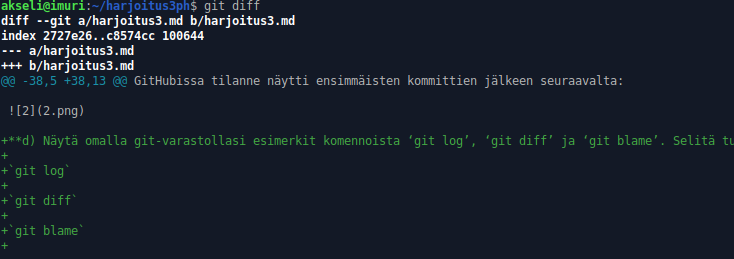 akseli@imuri:~/harjoitus3ph$ git diff
diff --git a/harjoitus3.md b/harjoitus3.md
index 2727e26..c8574cc 100644
--- a/harjoitus3.md
+++ b/harjoitus3.md
@@ -38,5 +38,13 @@ GitHubissa tilanne näytti ensimmäisten kommittien jälkeen seuraavalta:
![2](2.png)
+**d) Näytä omalla git-varastollasi esimerkit komennoista ‘git log’, ‘git diff’ ja ‘git blame’. Selitä
+
+`git log`
+
+`git diff`
+
+`git blame`
+